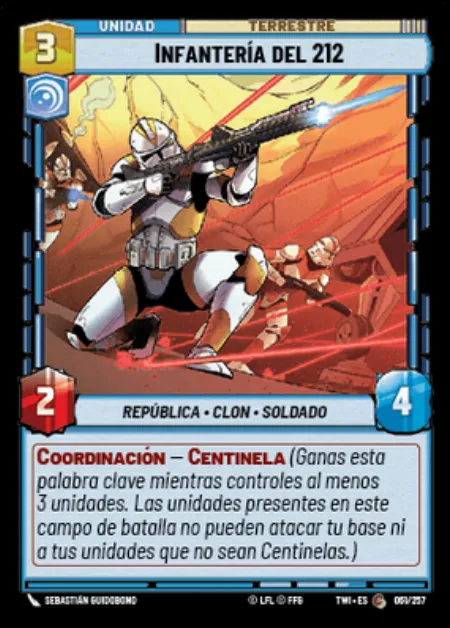 UNIDAD
TERRESTRE
3
INFANTERÍA DEL 212
2
REPÚBLICA • CLON • SOLDADO
4
COORDINACIÓN – CENTINELA (Ganas esta
palabra clave mientras controles al menos
3 unidades. Las unidades presentes en este
campo de batalla no pueden atacar tu base ni
a tus unidades que no sean Centinelas.)
SEBASTIÁN GUIDOBONO
© LFL © FFG
TWI • ES
C
061/257